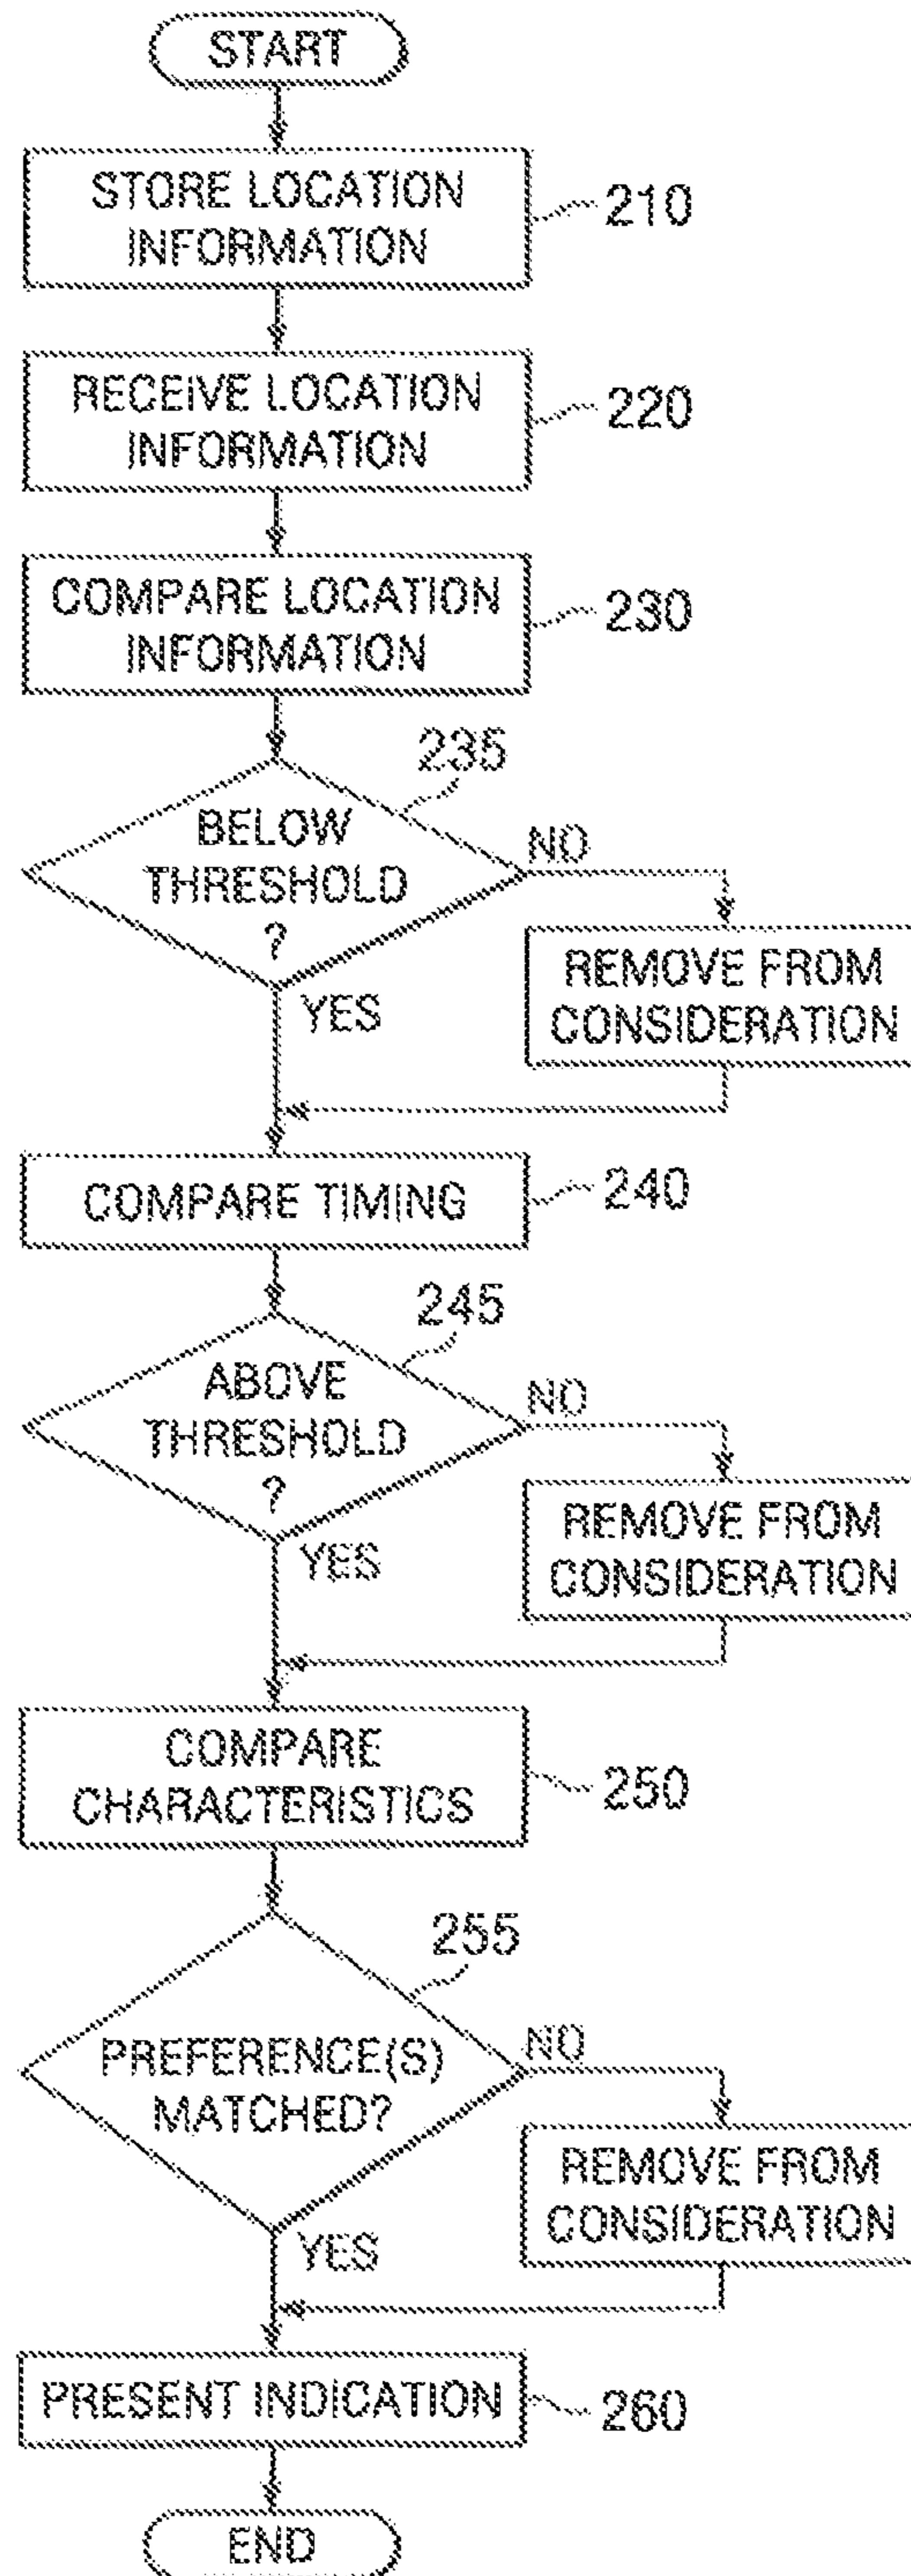 START
STORE LOCATION
INFORMATION
210
RECEIVE LOCATION
INFORMATION
220
COMPARE LOCATION
INFORMATION
230
235
BELOW
THRESHOLD
?
NO
YES
REMOVE FROM
CONSIDERATION
COMPARE TIMING
240
245
ABOVE
THRESHOLD
?
NO
YES
REMOVE FROM
CONSIDERATION
COMPARE
CHARACTERISTICS
250
255
PREFERENCE(S)
MATCHED?
NO
YES
REMOVE FROM
CONSIDERATION
PRESENT INDICATION
260
END